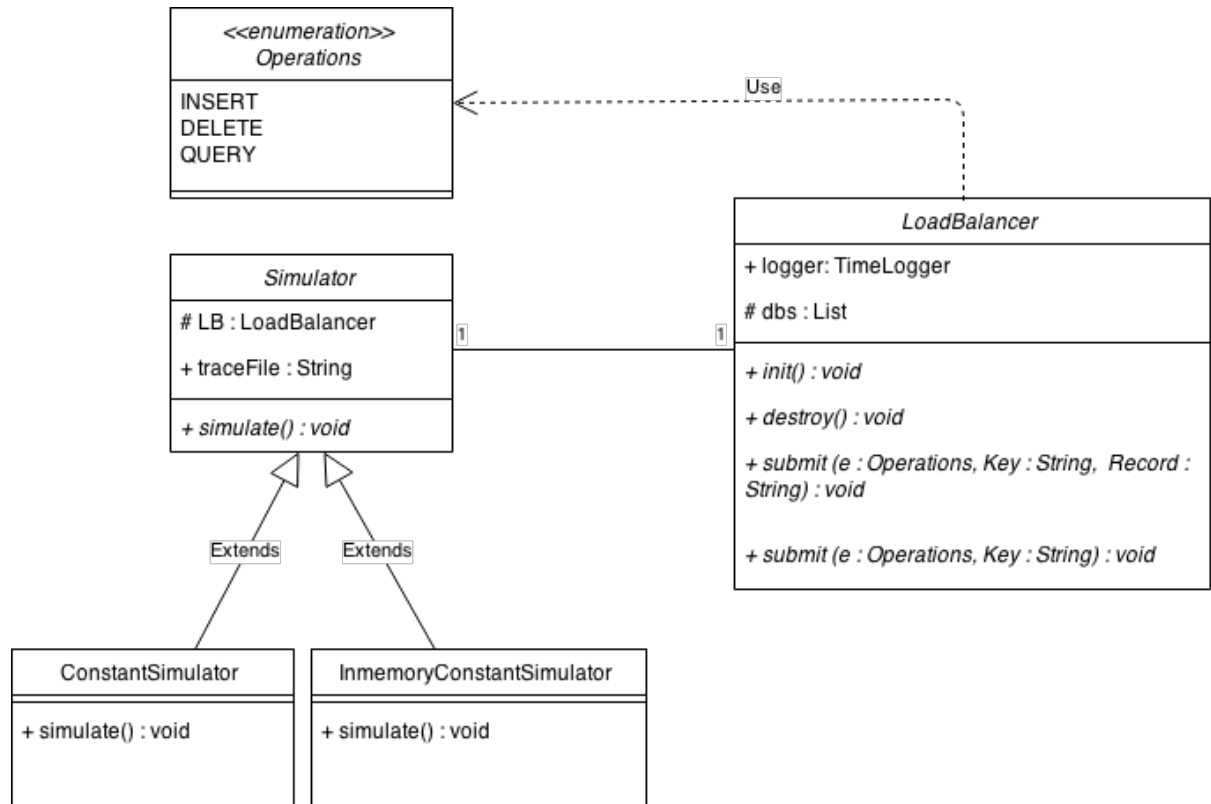 <<enumeration>>
Operations
INSERT
DELETE
QUERY
Use
LoadBalancer
+ logger: TimeLogger
# dbs : List
+ init() : void
+ destroy() : void
+ submit (e : Operations, Key : String, Record :
String) : void
+ submit (e : Operations, Key : String) : void
Simulator
# LB : LoadBalancer
+ traceFile : String
+ simulate() : void
1
1
Extends
Extends
ConstantSimulator
+ simulate() : void
InmemoryConstantSimulator
+ simulate() : void